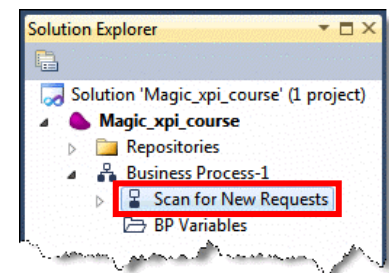 Solution Explorer
Solution 'Magic_xpi_course' (1 project)
Magic_xpi_course
Repositories
Business Process-1
Scan for New Requests
BP Variables